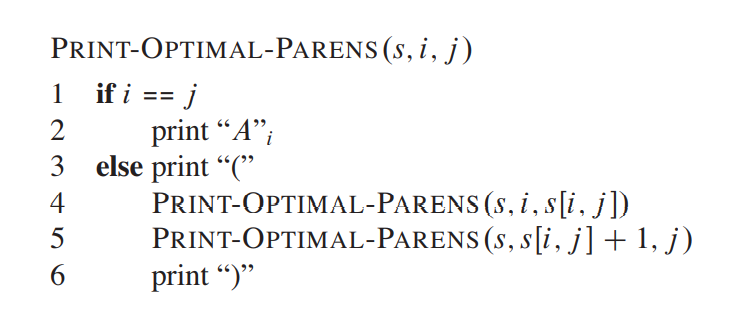 PRINT-OPTIMAL-PARENS(s, i, j)
1 if i == j
2 print “A”ᵢ
3 else print “(”
4 PRINT-OPTIMAL-PARENS(s, i, s[i, j])
5 PRINT-OPTIMAL-PARENS(s, s[i, j] + 1, j)
6 print “)”